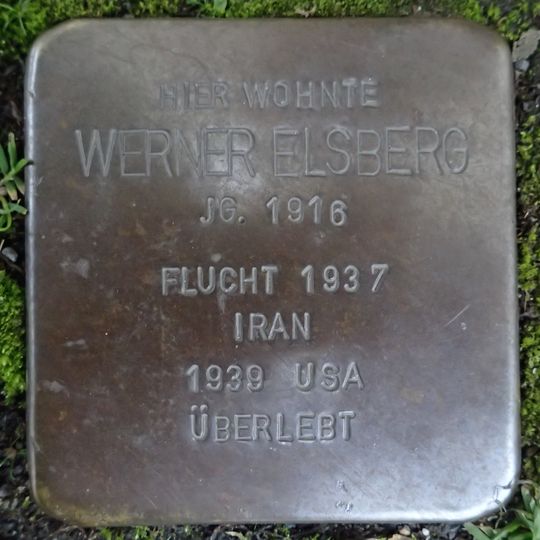 HIER WOHNTE
WERNER ELSBERG
JG. 1916
FLUCHT 1937
IRAN
1939 USA
ÜBERLEBT